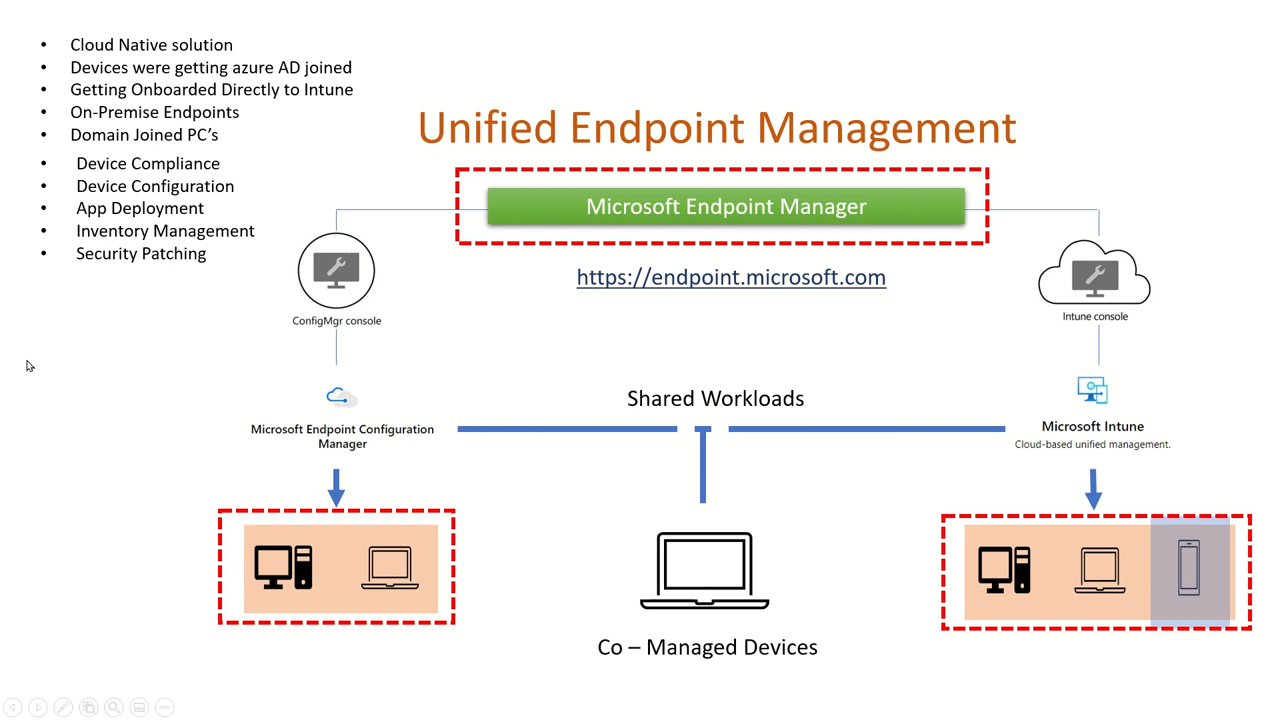 • Cloud Native solution
• Devices were getting azure AD joined
• Getting Onboarded Directly to Intune
• On-Premise Endpoints
• Domain Joined PC’s
• Device Compliance
• Device Configuration
• App Deployment
• Inventory Management
• Security Patching
Unified Endpoint Management
Microsoft Endpoint Manager
https://endpoint.microsoft.com
ConfigMgr console
Intune console
Shared Workloads
Microsoft Endpoint Configuration
Manager
Microsoft Intune
Cloud-based unified management.
Co – Managed Devices